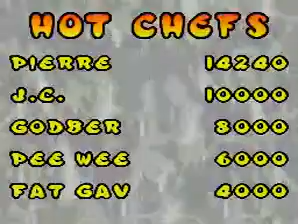 HOT CHEFS
PIERRE 14240
J.C. 10000
GODBER 8000
PEE WEE 6000
FAT GAV 4000